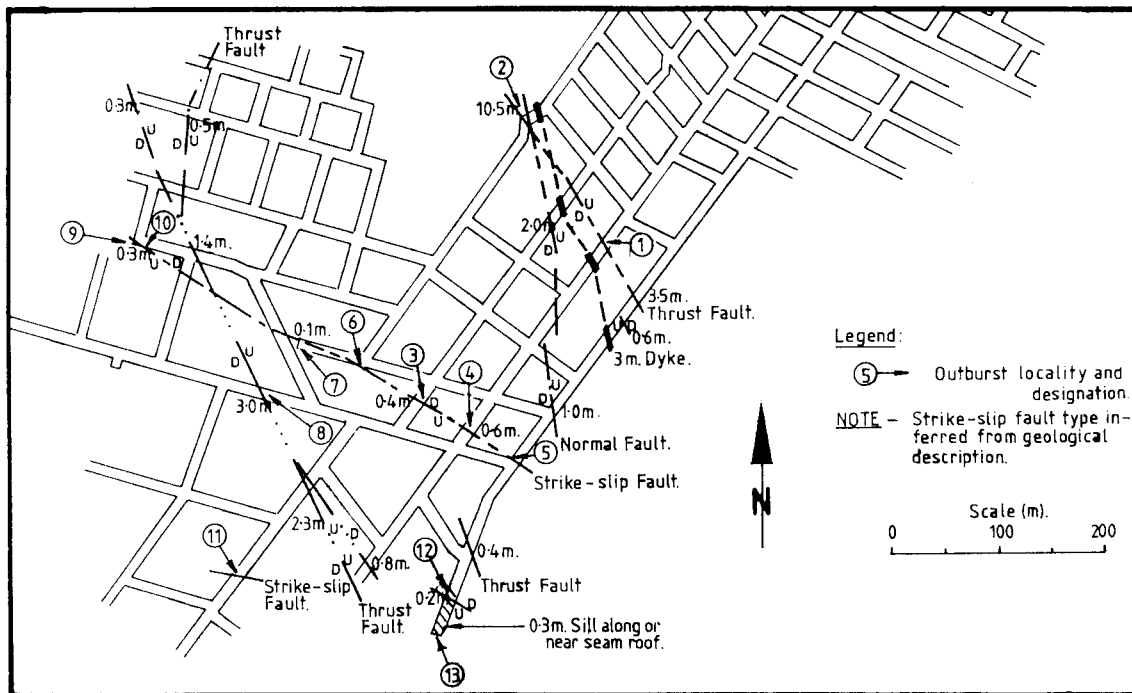 Thrust
Fault
2
0·3m.
0·5m.
U
D
D
U
10.5m.
9
10
0·3m.
U
D
1·4m.
2·0m.
D
U
U
D
1
3·5m.
Thrust Fault.
U
D
0·6m.
3m. Dyke.
0·1m.
6
7
3
4
0·4m.
D
U
0·6m.
D
U
3·0m.
8
5
U
D
1·0m.
Normal Fault.
Strike-slip Fault.
2·3m.
U
D
D
U
0·8m.
11
Strike-slip
Fault.
Thrust
Fault.
12
0·2m.
D
U
0·4m.
Thrust Fault
0·3m. Sill along or
near seam roof.
13
Legend:
5 Outburst locality and
designation.
NOTE - Strike-slip fault type in-
ferred from geological
description.
N
Scale (m).
0 100 200